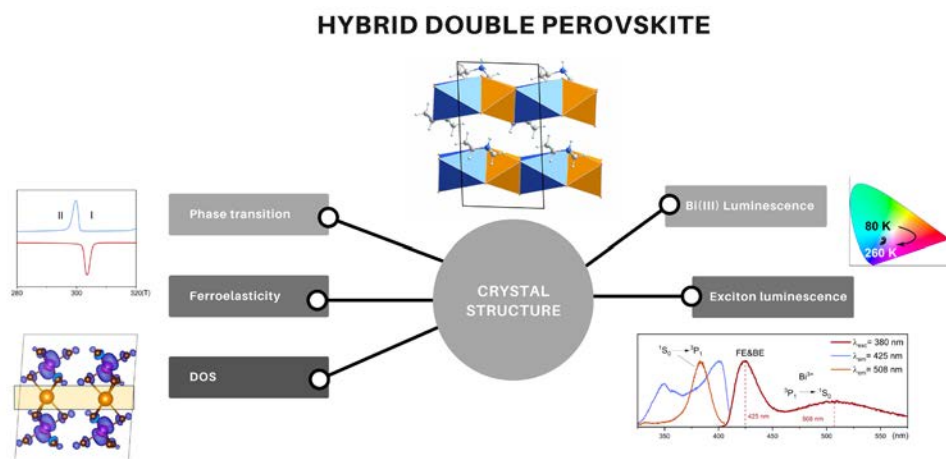 HYBRID DOUBLE PEROVSKITE
Phase transition
Ferroelasticity
DOS
CRYSTAL
STRUCTURE
Bi(III) Luminescence
Exciton luminescence
II I
280 300 320(T)
80 K
260 K
¹S₀ ³P₁
FE&BE
λexc= 380 nm
λem= 425 nm
λem= 508 nm
Bi³⁺
³P₁ ¹S₀
425 nm
908 nm
350 400 450 500 550 (nm)